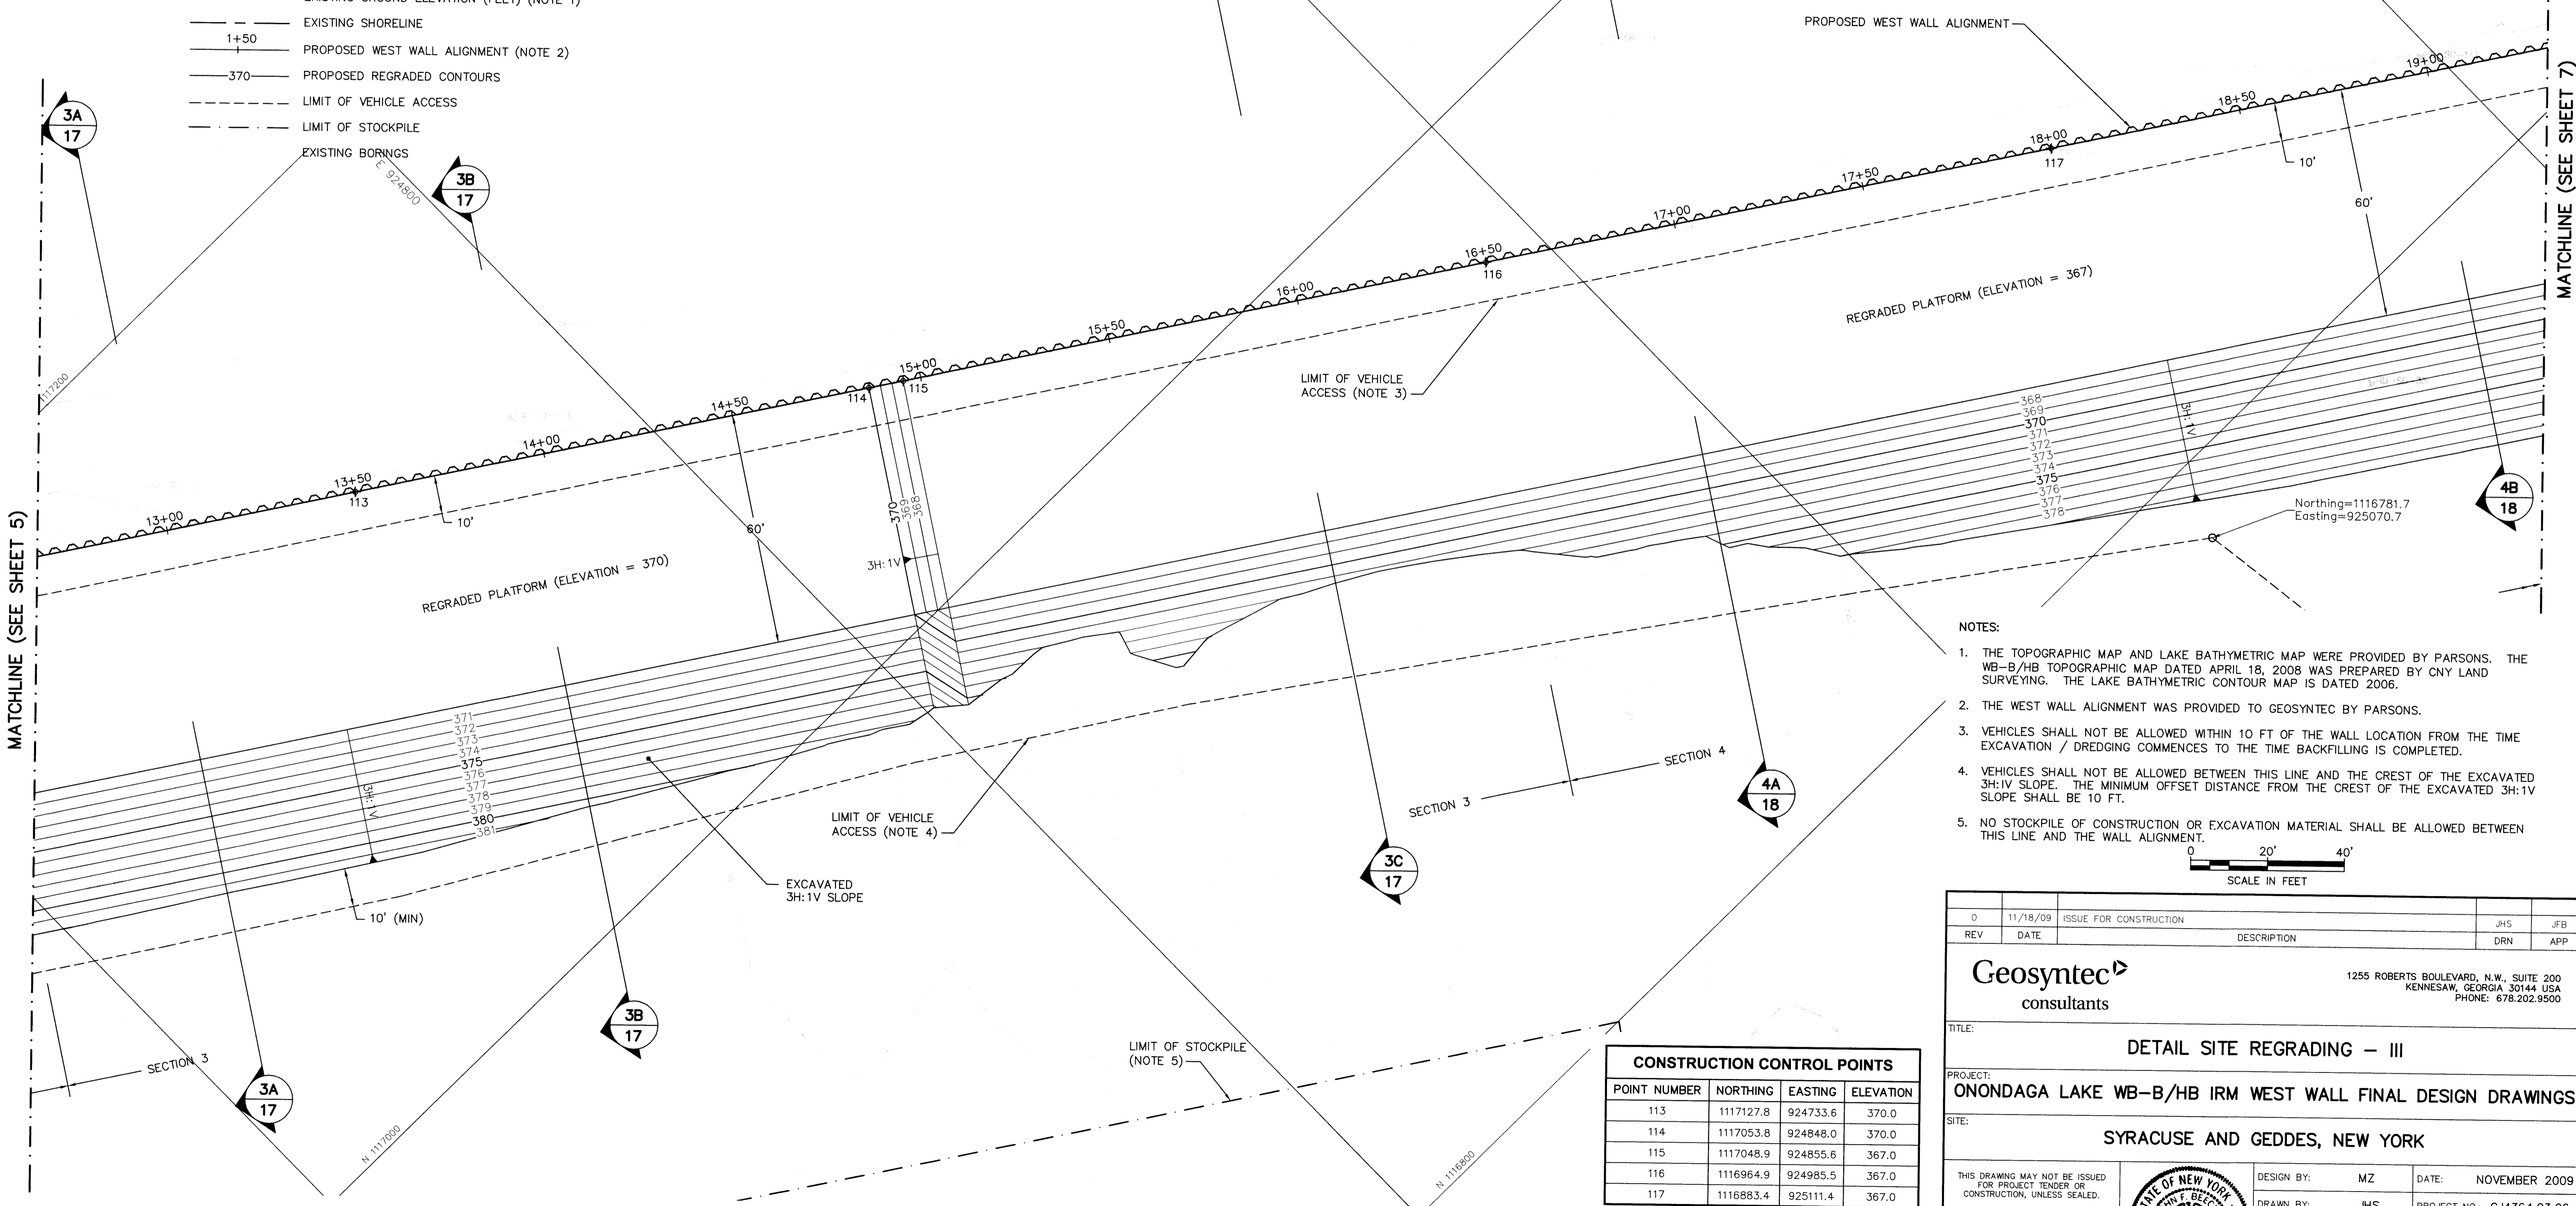 EXISTING GROUND ELEVATION (FEET) (NOTE 1)
EXISTING SHORELINE
1+50
PROPOSED WEST WALL ALIGNMENT (NOTE 2)
370
PROPOSED REGRADED CONTOURS
LIMIT OF VEHICLE ACCESS
LIMIT OF STOCKPILE
EXISTING BORINGS
3A
17
3B
17
E 924800
1117200
PROPOSED WEST WALL ALIGNMENT
MATCHLINE (SEE SHEET 7)
19+00
18+50
18+00
117
17+50
17+00
16+50
116
16+00
15+50
15+00
115
114
14+50
14+00
13+50
113
13+00
10'
60'
10'
60'
REGRADED PLATFORM (ELEVATION = 367)
LIMIT OF VEHICLE
ACCESS (NOTE 3)
368
369
370
371
372
373
374
375
376
377
378
3H:1V
4B
18
Northing=1116781.7
Easting=925070.7
370
369
368
3H:1V
REGRADED PLATFORM (ELEVATION = 370)
MATCHLINE (SEE SHEET 5)
371
372
373
374
375
376
377
378
379
380
381
3H:1V
10' (MIN)
LIMIT OF VEHICLE
ACCESS (NOTE 4)
EXCAVATED
3H:1V SLOPE
SECTION 3
SECTION 4
4A
18
3C
17
3B
17
SECTION 3
3A
17
N 1117000
LIMIT OF STOCKPILE
(NOTE 5)
N 1116800
NOTES:
1. THE TOPOGRAPHIC MAP AND LAKE BATHYMETRIC MAP WERE PROVIDED BY PARSONS. THE
WB-B/HB TOPOGRAPHIC MAP DATED APRIL 18, 2008 WAS PREPARED BY CNY LAND
SURVEYING. THE LAKE BATHYMETRIC CONTOUR MAP IS DATED 2006.
2. THE WEST WALL ALIGNMENT WAS PROVIDED TO GEOSYNTEC BY PARSONS.
3. VEHICLES SHALL NOT BE ALLOWED WITHIN 10 FT OF THE WALL LOCATION FROM THE TIME
EXCAVATION / DREDGING COMMENCES TO THE TIME BACKFILLING IS COMPLETED.
4. VEHICLES SHALL NOT BE ALLOWED BETWEEN THIS LINE AND THE CREST OF THE EXCAVATED
3H:1V SLOPE. THE MINIMUM OFFSET DISTANCE FROM THE CREST OF THE EXCAVATED 3H:1V
SLOPE SHALL BE 10 FT.
5. NO STOCKPILE OF CONSTRUCTION OR EXCAVATION MATERIAL SHALL BE ALLOWED BETWEEN
THIS LINE AND THE WALL ALIGNMENT.
0 20' 40'
SCALE IN FEET
0 11/18/09 ISSUE FOR CONSTRUCTION JHS JFB
REV DATE DESCRIPTION DRN APP
Geosyntec
consultants
1255 ROBERTS BOULEVARD, N.W., SUITE 200
KENNESAW, GEORGIA 30144 USA
PHONE: 678.202.9500
TITLE:
DETAIL SITE REGRADING – III
PROJECT:
ONONDAGA LAKE WB-B/HB IRM WEST WALL FINAL DESIGN DRAWINGS
SITE:
SYRACUSE AND GEDDES, NEW YORK
THIS DRAWING MAY NOT BE ISSUED
FOR PROJECT TENDER OR
CONSTRUCTION, UNLESS SEALED.
DESIGN BY: MZ DATE: NOVEMBER 2009
DRAWN BY: JHS
CONSTRUCTION CONTROL POINTS
POINT NUMBER NORTHING EASTING ELEVATION
113 1117127.8 924733.6 370.0
114 1117053.8 924848.0 370.0
115 1117048.9 924855.6 367.0
116 1116964.9 924985.5 367.0
117 1116883.4 925111.4 367.0